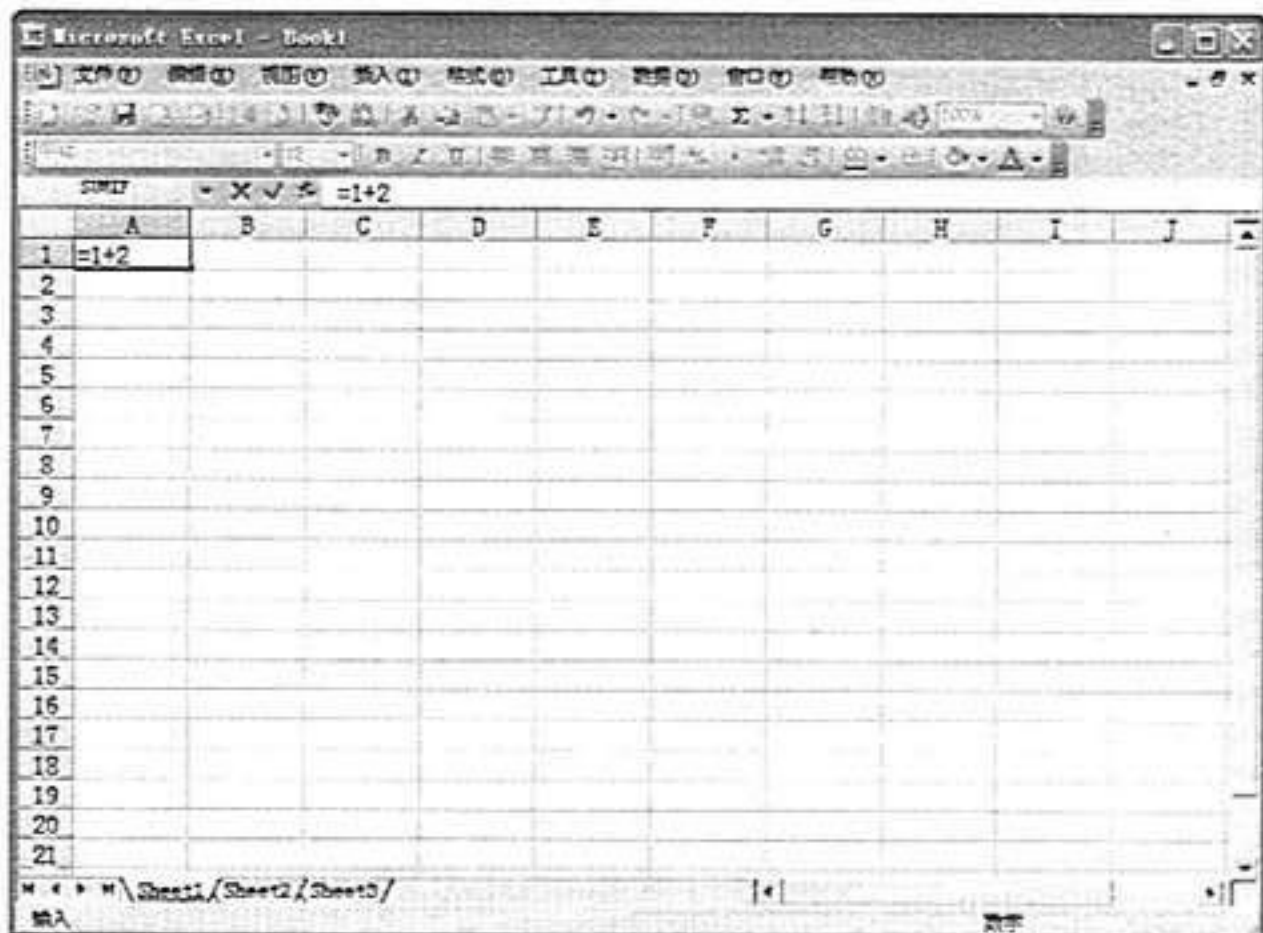 Microsoft Excel - Book1
文件(F) 编辑(E) 视图(V) 插入(I) 格式(O) 工具(T) 数据(D) 窗口(W) 帮助(H)
Σ 100%
12 B I U A
SUMIF =1+2
A B C D E F G H I J
1 =1+2
2
3
4
5
6
7
8
9
10
11
12
13
14
15
16
17
18
19
20
21
Sheet1 Sheet2 Sheet3
输入 数字